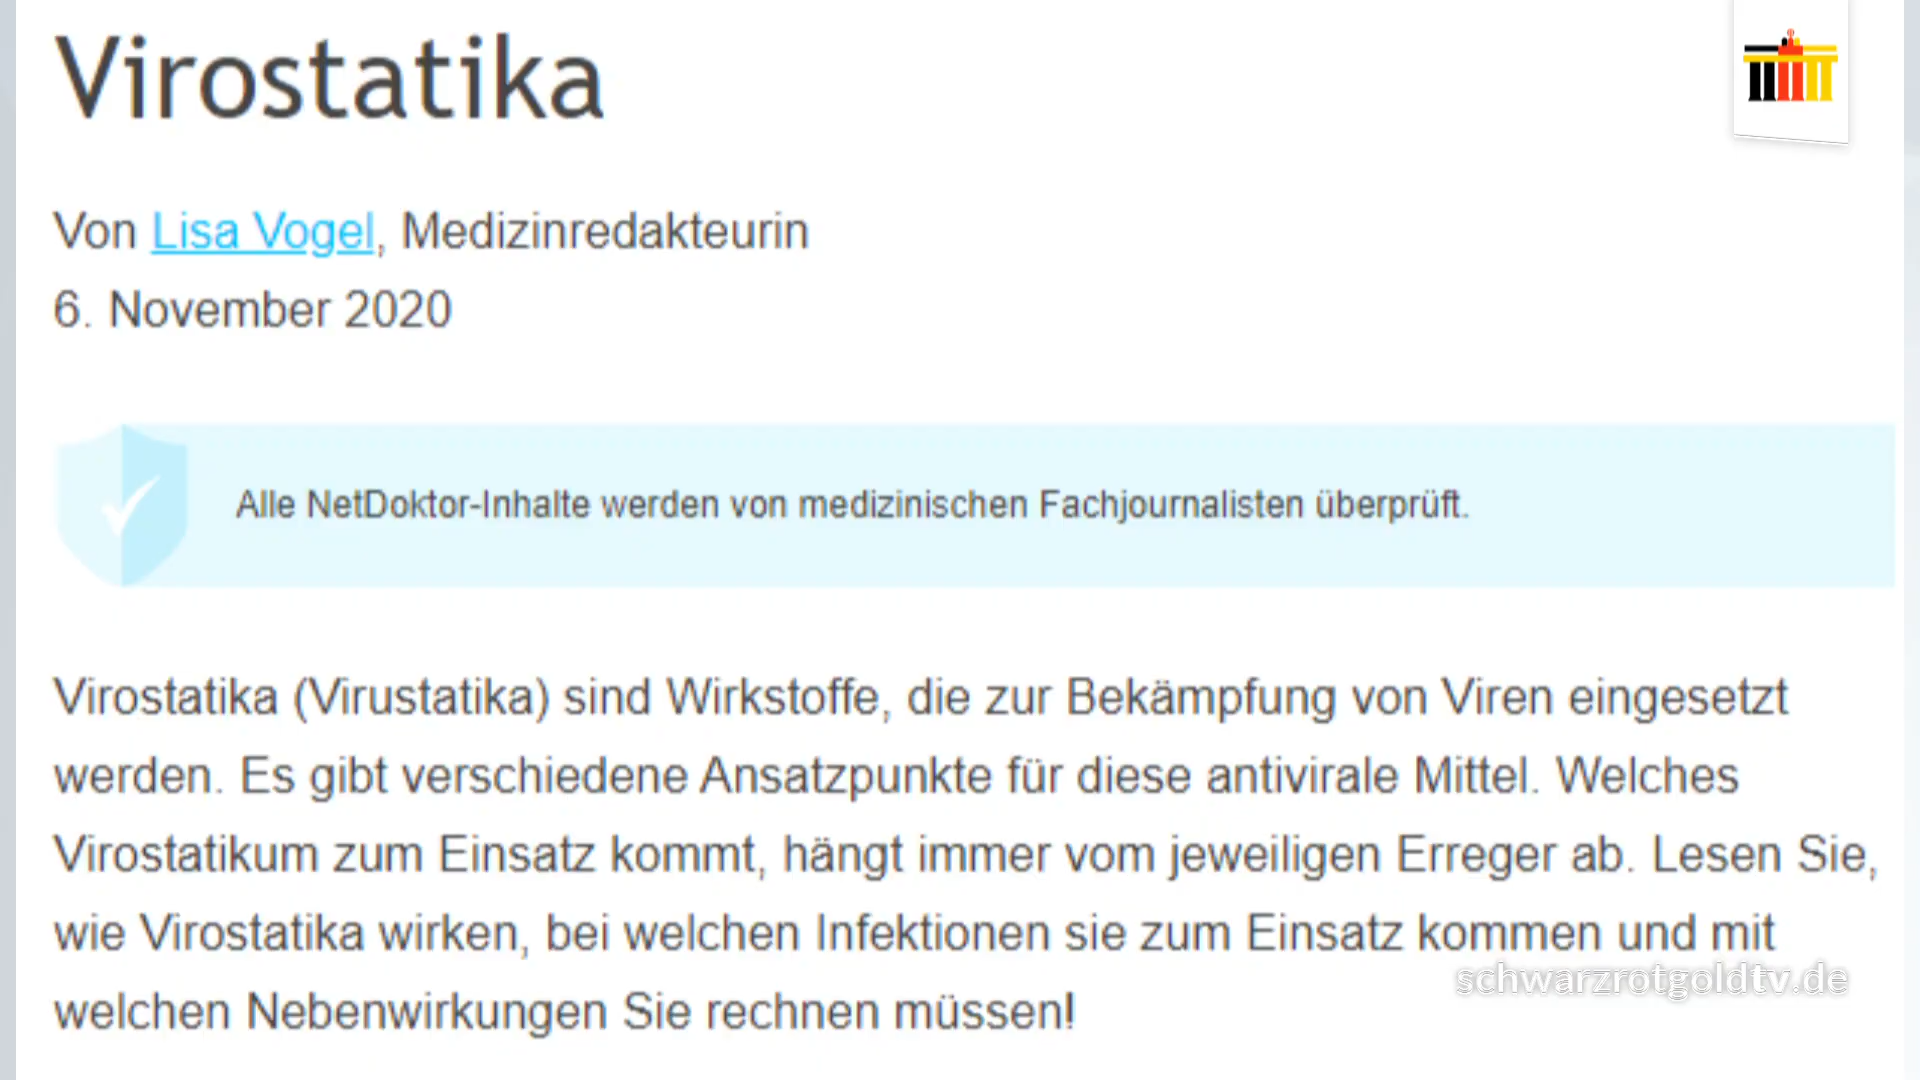 Virostatika
Von Lisa Vogel, Medizinredakteurin
6. November 2020
Alle NetDoktor-Inhalte werden von medizinischen Fachjournalisten überprüft.
Virostatika (Virustatika) sind Wirkstoffe, die zur Bekämpfung von Viren eingesetzt
werden. Es gibt verschiedene Ansatzpunkte für diese antivirale Mittel. Welches
Virostatikum zum Einsatz kommt, hängt immer vom jeweiligen Erreger ab. Lesen Sie,
wie Virostatika wirken, bei welchen Infektionen sie zum Einsatz kommen und mit
schwarzrotgoldtv.de
welchen Nebenwirkungen Sie rechnen müssen!